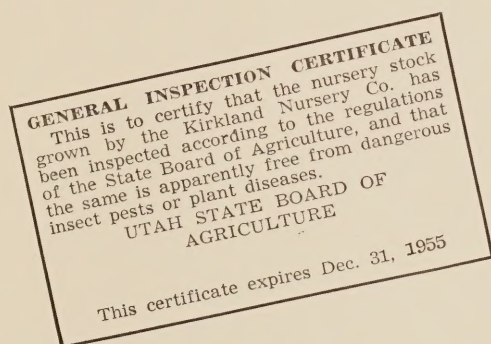 GENERAL INSPECTION CERTIFICATE
This is to certify that the nursery stock
grown by the Kirkland Nursery Co. has
been inspected according to the regulations
of the State Board of Agriculture, and that
the same is apparently free from dangerous
insect pests or plant diseases.
UTAH STATE BOARD OF
AGRICULTURE
This certificate expires Dec. 31, 1955